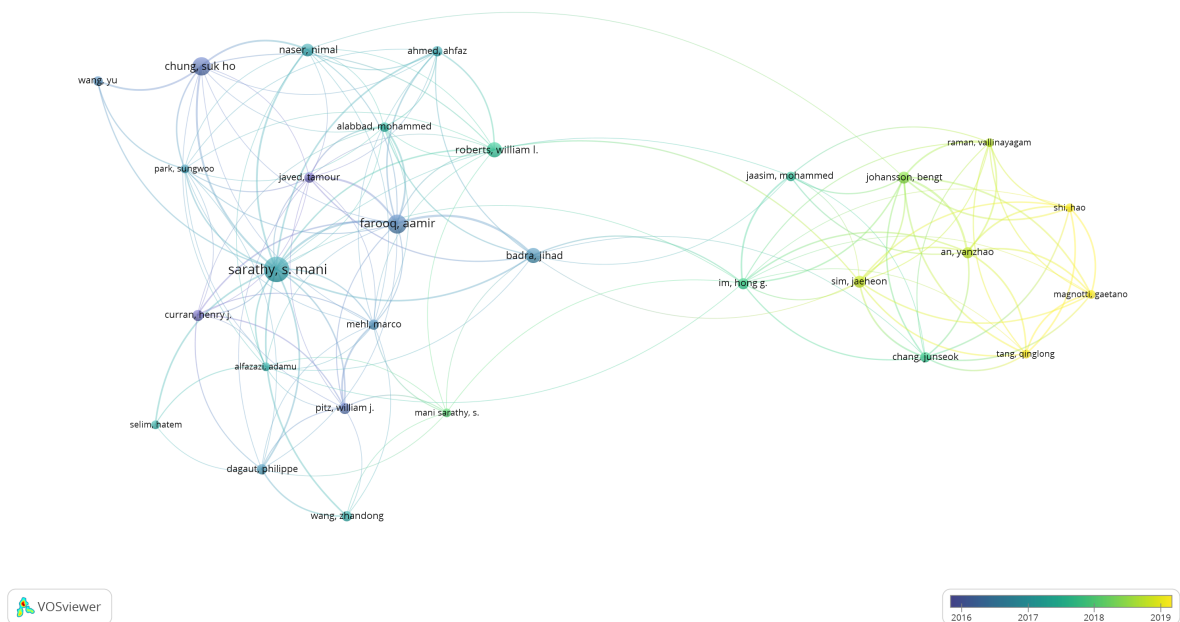 naser, nimal
ahmed, ahfaz
chung, suk ho
wang, yu
alabbad, mohammed
roberts, william l.
raman, vallinayagam
park, sungwoo
javed, tamour
jaasim, mohammed
johansson, bengt
shi, hao
farooq, aamir
badra, jihad
an, yanzhao
sarathy, s. mani
im, hong g.
sim, jaeheon
magnotti, gaetano
curran, henry j.
mehl, marco
chang, junseok
tang, qinglong
alfazazi, adamu
pitz, william j.
mani sarathy, s.
selim, hatem
dagaut, philippe
wang, zhandong
VOSviewer
2016 2017 2018 2019